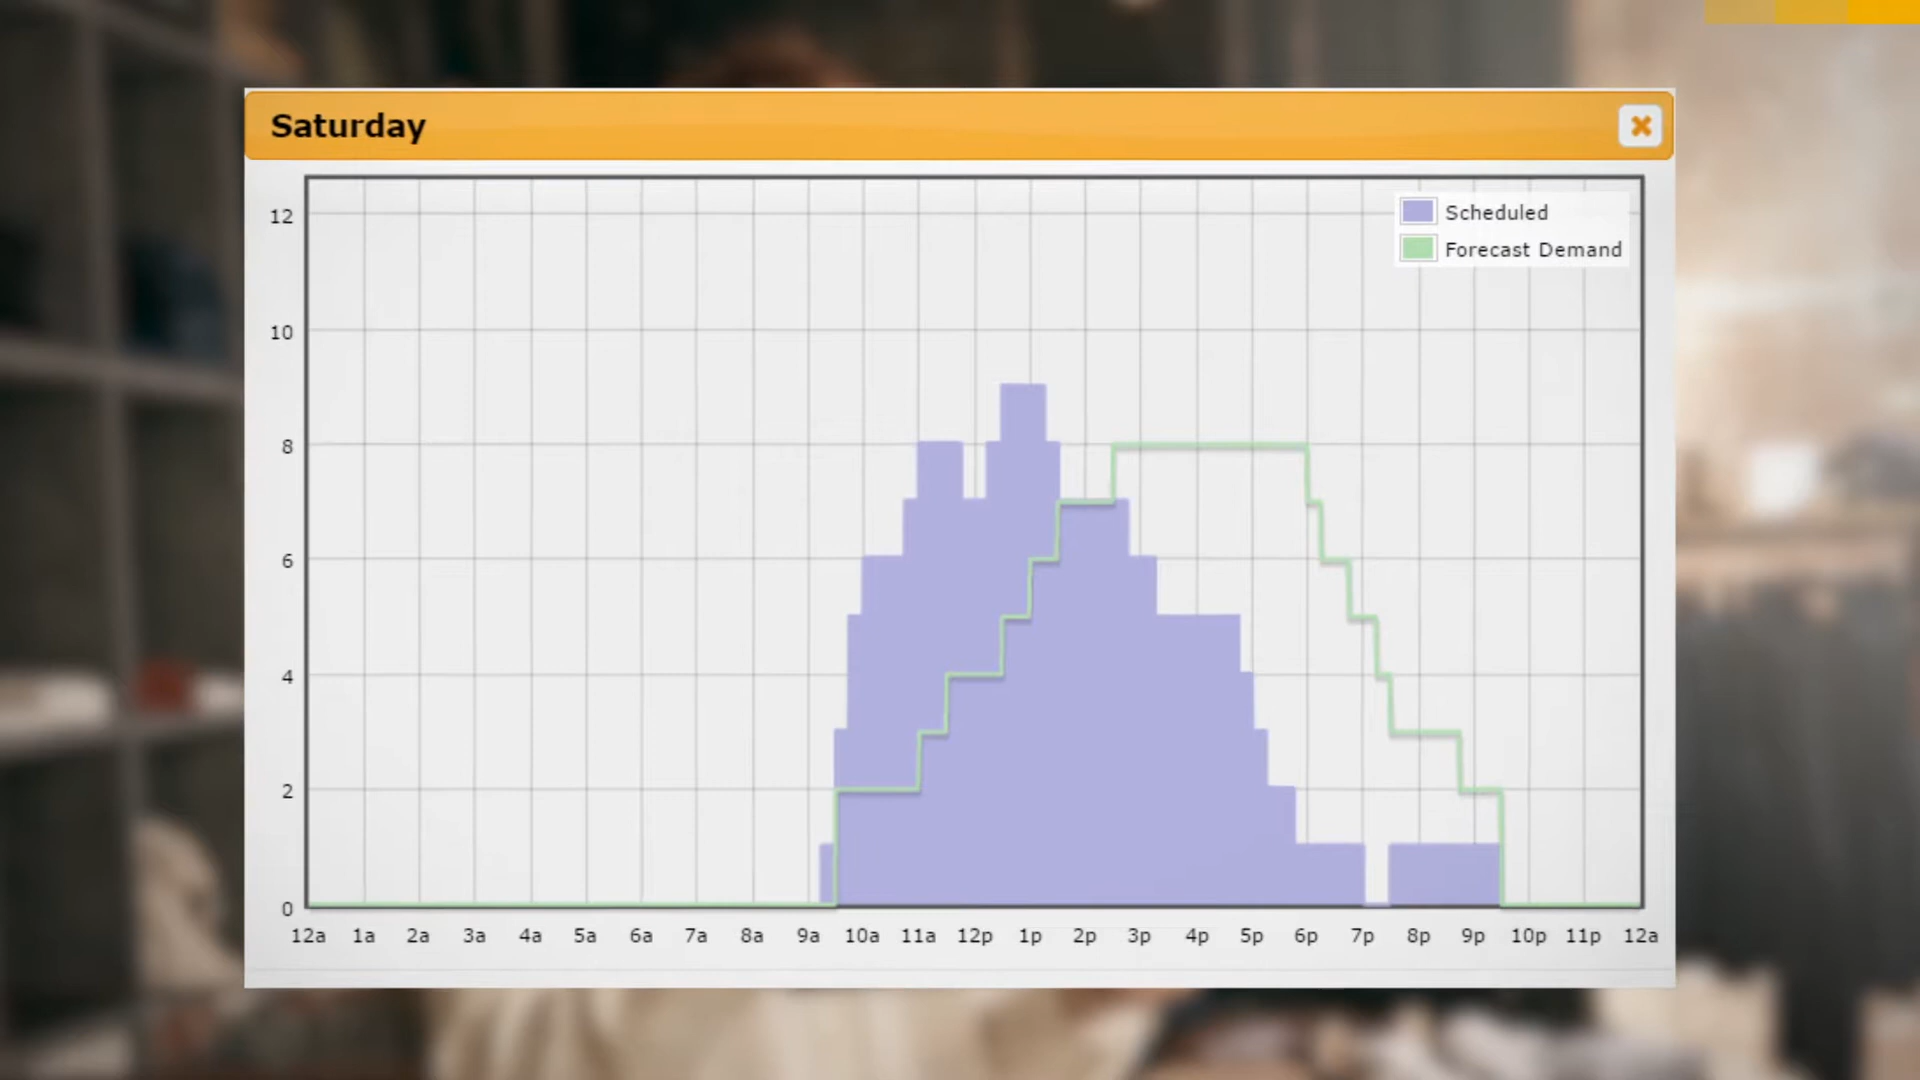 Saturday
Scheduled
Forecast Demand
12
10
8
6
4
2
0
12a 1a 2a 3a 4a 5a 6a 7a 8a 9a 10a 11a 12p 1p 2p 3p 4p 5p 6p 7p 8p 9p 10p 11p 12a